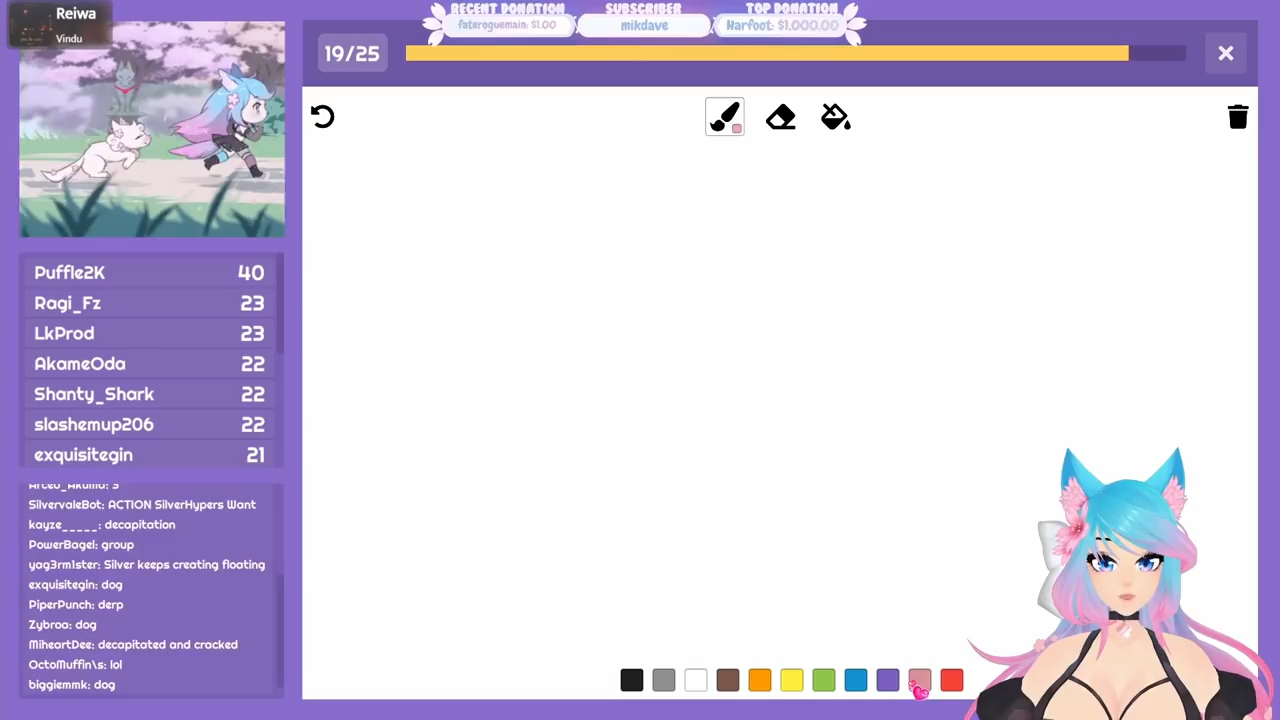 Reiwa
Vindu
RECENT DONATION
fateroguemain: $1.00
SUBSCRIBER
mikdave
TOP DONATION
Harfoot: $1,000.00
19/25
Puffle2K 40
Ragi_Fz 23
LkProd 23
AkameOda 22
Shanty_Shark 22
slashemup206 22
exquisitegin 21
SilvervaleBot: ACTION SilverHypers Want
kayze_____: decapitation
PowerBagel: group
yog3rm1ster: Silver keeps creating floating
exquisitegin: dog
PiperPunch: derp
Zybroa: dog
MiheartDee: decapitated and cracked
OctoMuffin\s: lol
biggiemmk: dog